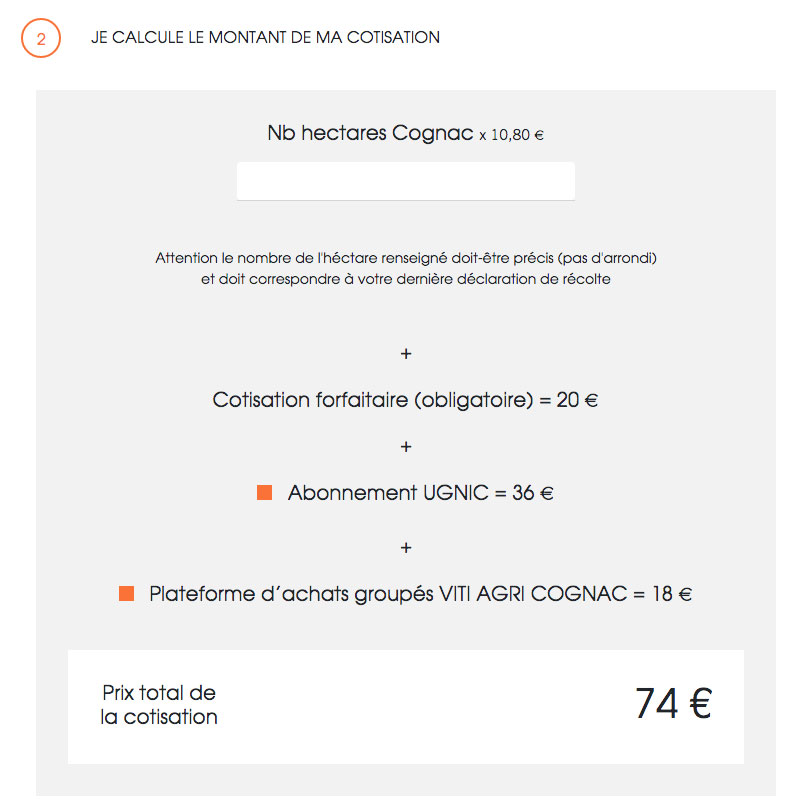 2
JE CALCULE LE MONTANT DE MA COTISATION
Nb hectares Cognac x 10,80 €
Attention le nombre de l'héctare renseigné doit-être précis (pas d'arrondi)
et doit correspondre à votre dernière déclaration de récolte
+
Cotisation forfaitaire (obligatoire) = 20 €
+
Abonnement UGNIC = 36 €
+
Plateforme d’achats groupés VITI AGRI COGNAC = 18 €
Prix total de
la cotisation
74 €